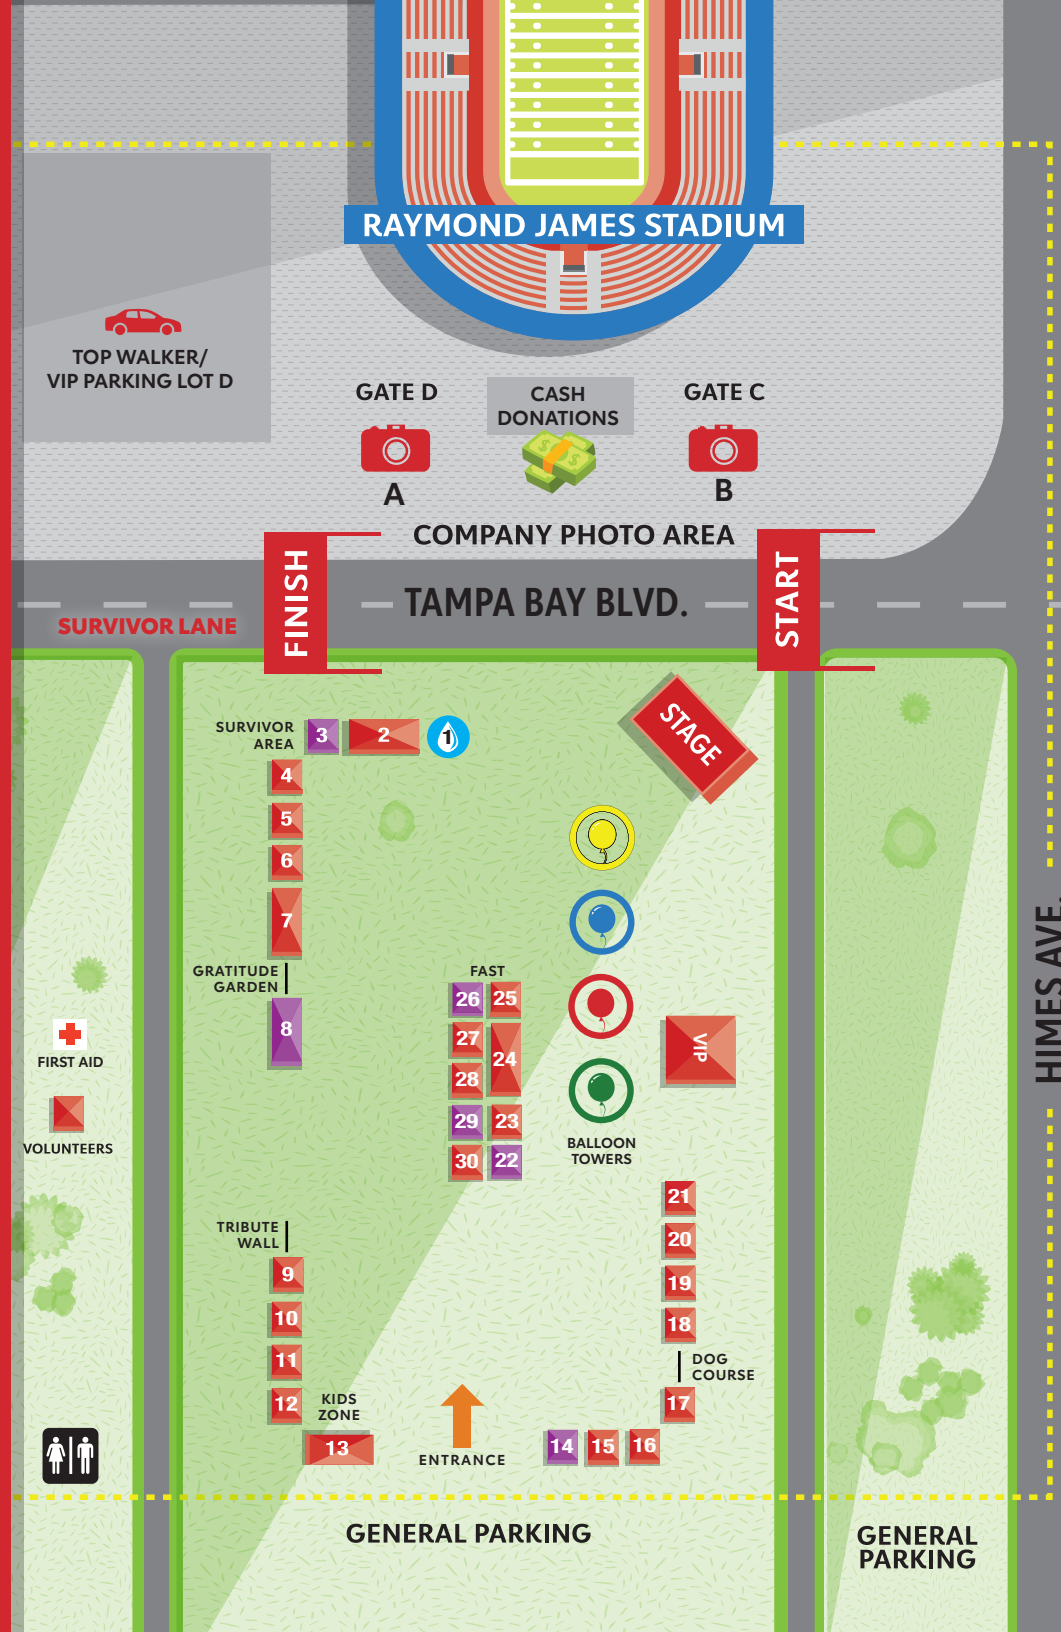 RAYMOND JAMES STADIUM
TOP WALKER/
VIP PARKING LOT D
GATE D
CASH
DONATIONS
GATE C
A
B
COMPANY PHOTO AREA
FINISH
START
TAMPA BAY BLVD.
SURVIVOR LANE
STAGE
SURVIVOR
AREA
3
2
1
4
5
6
7
GRATITUDE
GARDEN
8
FAST
26
25
27
24
28
29
23
30
22
VIP
BALLOON
TOWERS
HIMES AVE.
FIRST AID
VOLUNTEERS
TRIBUTE
WALL
9
10
11
12
KIDS
ZONE
13
ENTRANCE
21
20
19
18
DOG
COURSE
17
14
15
16
GENERAL PARKING
GENERAL
PARKING